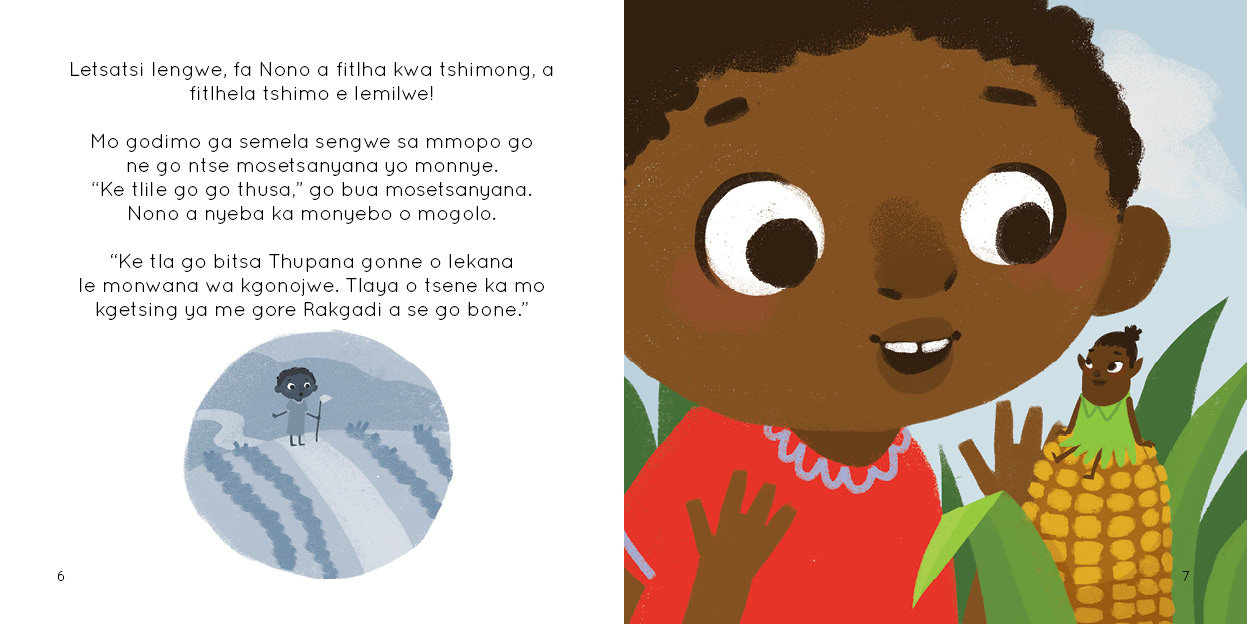 Letsatsi lengwe, fa Nono a fitlha kwa tshimong, a
fitlhela tshimo e lemilwe!
Mo godimo ga semela sengwe sa mmopo go
ne go ntse mosetsanyana yo monnye.
“Ke tlile go go thusa,” go bua mosetsanyana.
Nono a nyeba ka monyebo o mogolo.
“Ke tla go bitsa Thupana gonne o lekana
le monwana wa kgonojwe. Tlaya o tsene ka mo
kgetsing ya me gore Rakgadi a se go bone.”
6
7